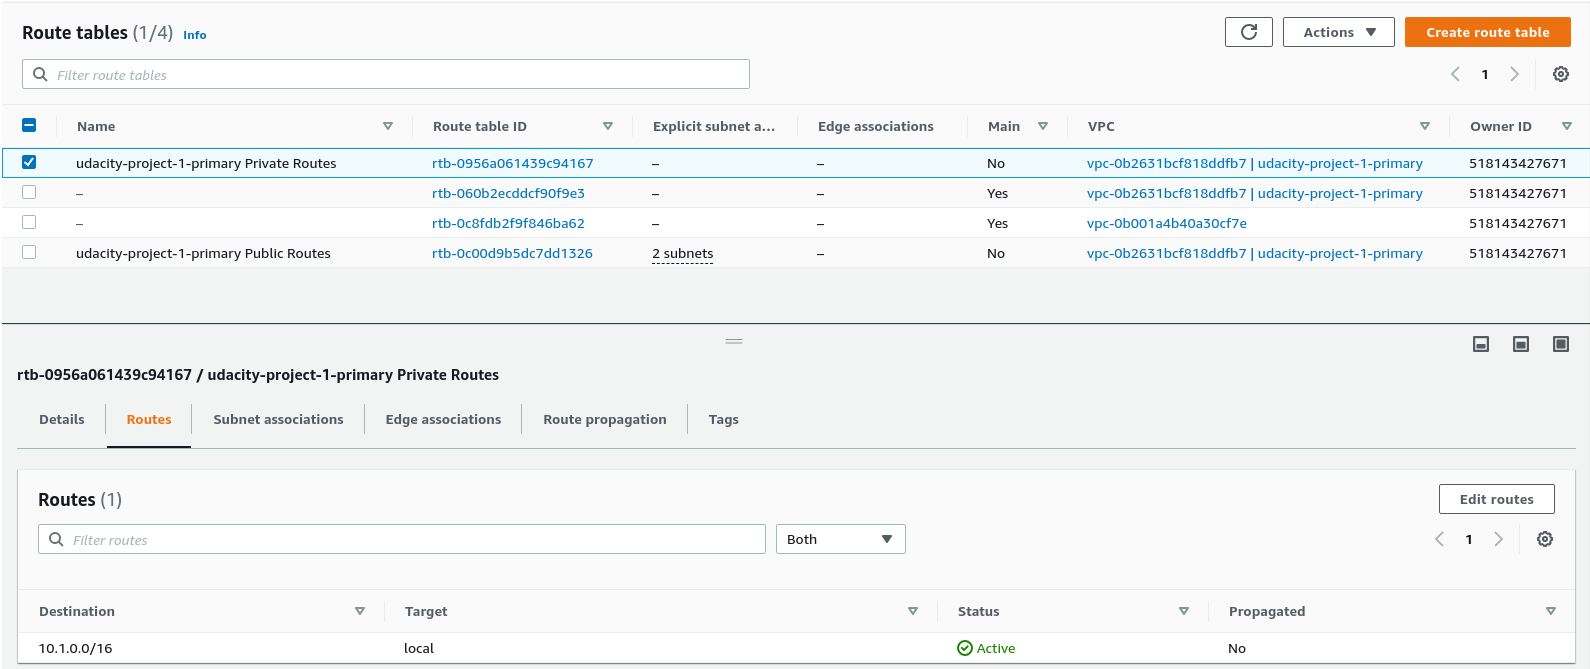 Route tables (1/4) Info
Actions
Create route table
Filter route tables
1
Name Route table ID Explicit subnet a... Edge associations Main VPC Owner ID
udacity-project-1-primary Private Routes rtb-0956a061439c94167 – – No vpc-0b2631bcf818ddfb7 | udacity-project-1-primary 518143427671
– rtb-060b2ecddcf90f9e3 – – Yes vpc-0b2631bcf818ddfb7 | udacity-project-1-primary 518143427671
– rtb-0c8fdb2f9f846ba62 – – Yes vpc-0b001a4b40a30cf7e 518143427671
udacity-project-1-primary Public Routes rtb-0c00d9b5dc7dd1326 2 subnets – No vpc-0b2631bcf818ddfb7 | udacity-project-1-primary 518143427671
rtb-0956a061439c94167 / udacity-project-1-primary Private Routes
Details Routes Subnet associations Edge associations Route propagation Tags
Routes (1)
Edit routes
Filter routes
Both
1
Destination Target Status Propagated
10.1.0.0/16 local Active No